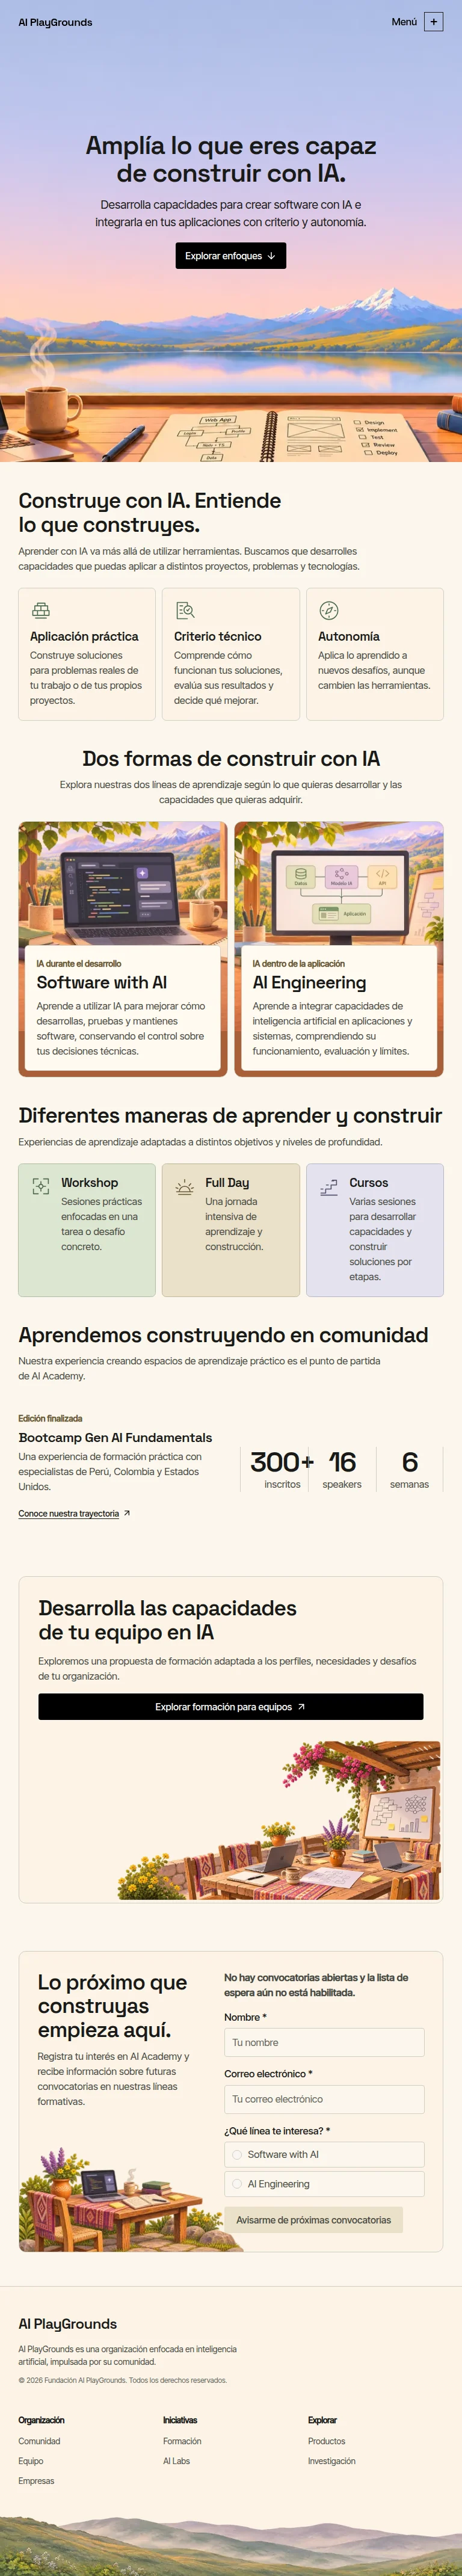 AI PlayGrounds
Menú
Amplía lo que eres capaz
de construir con IA.
Desarrolla capacidades para crear software con IA e
integrarla en tus aplicaciones con criterio y autonomía.
Explorar enfoques
Web App
Login
Profile
Node + TS
Data
Design
Implement
Test
Review
Deploy
Construye con IA. Entiende
lo que construyes.
Aprender con IA va más allá de utilizar herramientas. Buscamos que desarrolles
capacidades que puedas aplicar a distintos proyectos, problemas y tecnologías.
Aplicación práctica
Construye soluciones
para problemas reales de
tu trabajo o de tus propios
proyectos.
Criterio técnico
Comprende cómo
funcionan tus soluciones,
evalúa sus resultados y
decide qué mejorar.
Autonomía
Aplica lo aprendido a
nuevos desafíos, aunque
cambien las herramientas.
Dos formas de construir con IA
Explora nuestras dos líneas de aprendizaje según lo que quieras desarrollar y las
capacidades que quieras adquirir.
IA durante el desarrollo
Software with AI
Aprende a utilizar IA para mejorar cómo
desarrollas, pruebas y mantienes
software, conservando el control sobre
tus decisiones técnicas.
Datos
Modelo IA
API
Aplicación
IA dentro de la aplicación
AI Engineering
Aprende a integrar capacidades de
inteligencia artificial en aplicaciones y
sistemas, comprendiendo su
funcionamiento, evaluación y límites.
Diferentes maneras de aprender y construir
Experiencias de aprendizaje adaptadas a distintos objetivos y niveles de profundidad.
Workshop
Sesiones prácticas
enfocadas en una
tarea o desafío
concreto.
Full Day
Una jornada
intensiva de
aprendizaje y
construcción.
Cursos
Varias sesiones
para desarrollar
capacidades y
construir
soluciones por
etapas.
Aprendemos construyendo en comunidad
Nuestra experiencia creando espacios de aprendizaje práctico es el punto de partida
de AI Academy.
Edición finalizada
Bootcamp Gen AI Fundamentals
Una experiencia de formación práctica con
especialistas de Perú, Colombia y Estados
Unidos.
Conoce nuestra trayectoria
300+
inscritos
16
speakers
6
semanas
Desarrolla las capacidades
de tu equipo en IA
Exploremos una propuesta de formación adaptada a los perfiles, necesidades y desafíos
de tu organización.
Explorar formación para equipos
Lo próximo que
construyas
empieza aquí.
Registra tu interés en AI Academy y
recibe información sobre futuras
convocatorias en nuestras líneas
formativas.
No hay convocatorias abiertas y la lista de
espera aún no está habilitada.
Nombre *
Tu nombre
Correo electrónico *
Tu correo electrónico
¿Qué línea te interesa? *
Software with AI
AI Engineering
Avisarme de próximas convocatorias
AI PlayGrounds
AI PlayGrounds es una organización enfocada en inteligencia
artificial, impulsada por su comunidad.
© 2026 Fundación AI PlayGrounds. Todos los derechos reservados.
Organización
Comunidad
Equipo
Empresas
Iniciativas
Formación
AI Labs
Explorar
Productos
Investigación